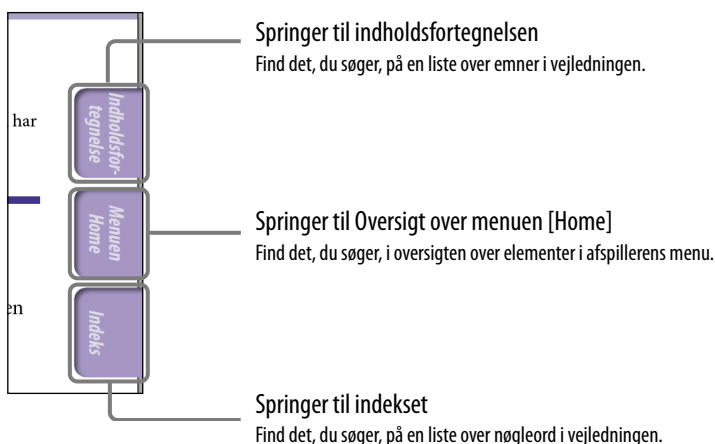 Springer til indholdsfortegnelsen
Find det, du søger, på en liste over emner i vejledningen.
har
Indholdsfor-
tegnelse
Menuen
Home
Springer til Oversigt over menuen [Home]
Find det, du søger, i oversigten over elementer i afspillerens menu.
en
Indeks
Springer til indekset
Find det, du søger, på en liste over nøgleord i vejledningen.